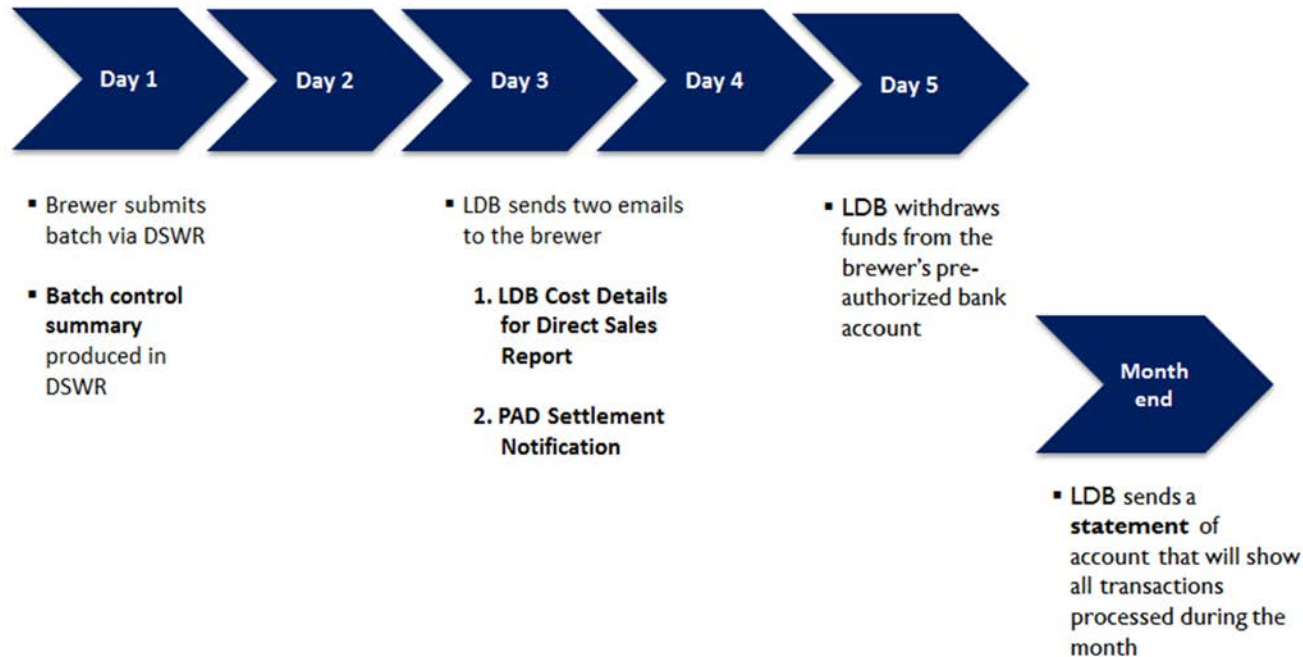 Day 1
Day 2
Day 3
Day 4
Day 5
▪ Brewer submits
batch via DSWR
▪ Batch control
summary
produced in
DSWR
▪ LDB sends two emails
to the brewer
1. LDB Cost Details
for Direct Sales
Report
2. PAD Settlement
Notification
▪ LDB withdraws
funds from the
brewer's pre-
authorized bank
account
Month
end
▪ LDB sends a
statement of
account that will show
all transactions
processed during the
month